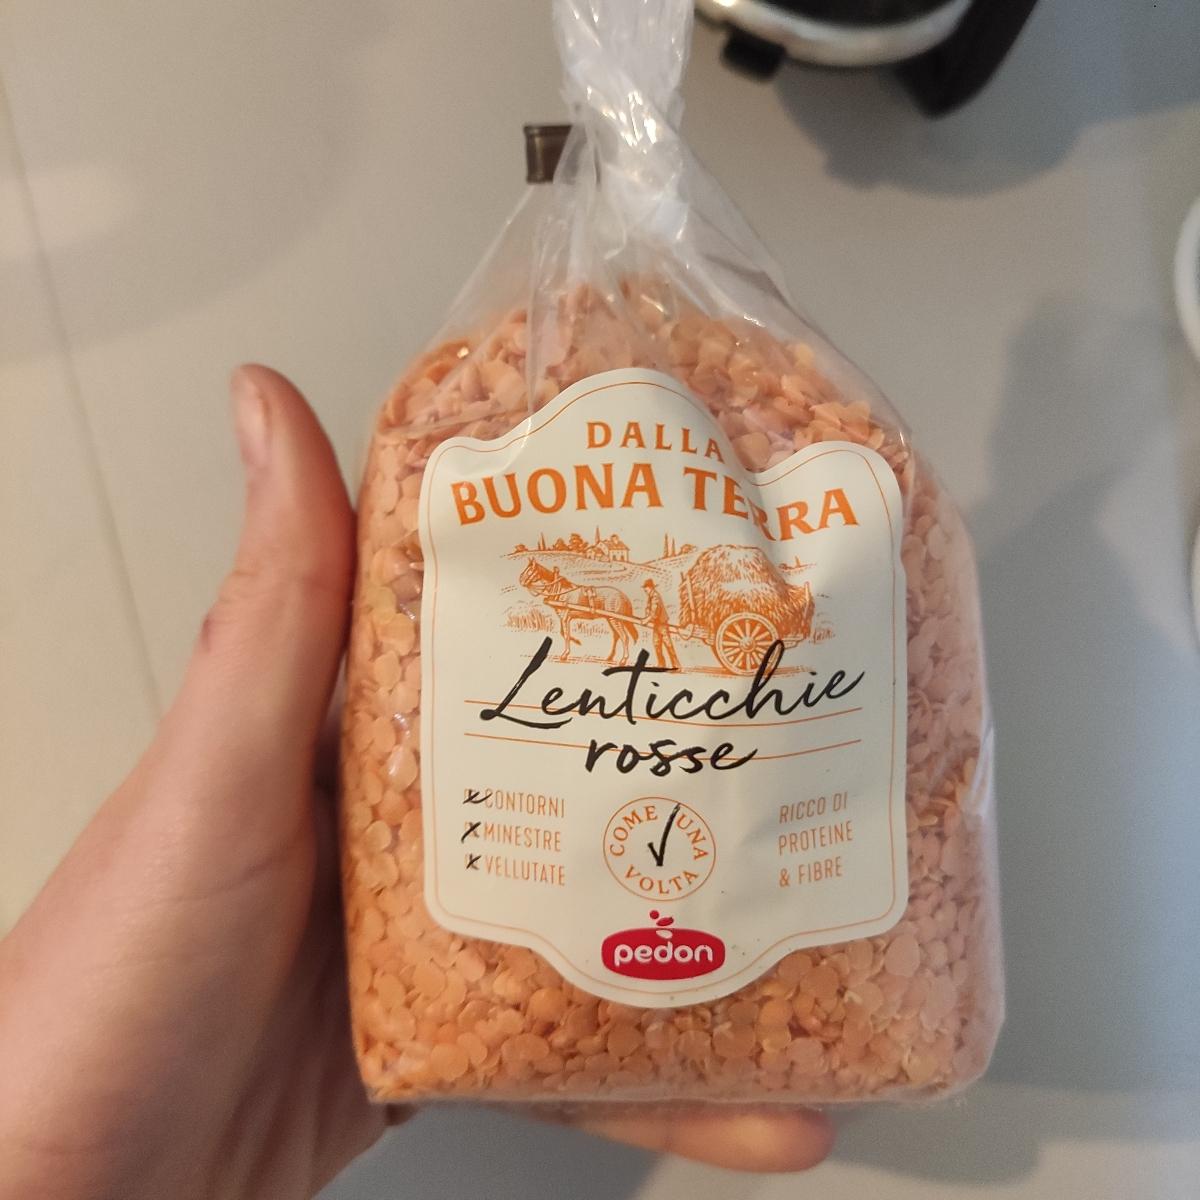 DALLA
BUONA TERRA
Lenticchie
rosse
CONTORNI
MINESTRE
VELLUTATE
COME UNA
VOLTA
RICCO DI
PROTEINE
& FIBRE
pedon